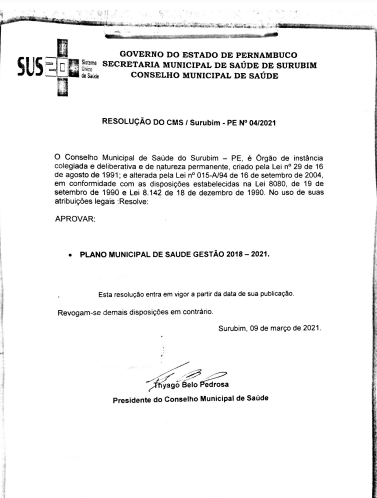 SUS
Sistema
Único
de Saúde
GOVERNO DO ESTADO DE PERNAMBUCO
SECRETARIA MUNICIPAL DE SAÚDE DE SURUBIM
CONSELHO MUNICIPAL DE SAÚDE
RESOLUÇÃO DO CMS / Surubim - PE Nº 04/2021
O Conselho Municipal de Saúde do Surubim – PE, é Órgão de instância
colegiada e deliberativa e de natureza permanente, criado pela Lei nº 29 de 16
de agosto de 1991; e alterada pela Lei nº 015-A/94 de 16 de setembro de 2004,
em conformidade com as disposições estabelecidas na Lei 8080, de 19 de
setembro de 1990 e Lei 8.142 de 18 de dezembro de 1990. No uso de suas
atribuições legais :Resolve:
APROVAR:
• PLANO MUNICIPAL DE SAUDE GESTÃO 2018 – 2021.
Esta resolução entra em vigor a partir da data de sua publicação.
Revogam-se demais disposições em contrário.
Surubim, 09 de março de 2021.
Thyago Belo Pedrosa
Presidente do Conselho Municipal de Saúde